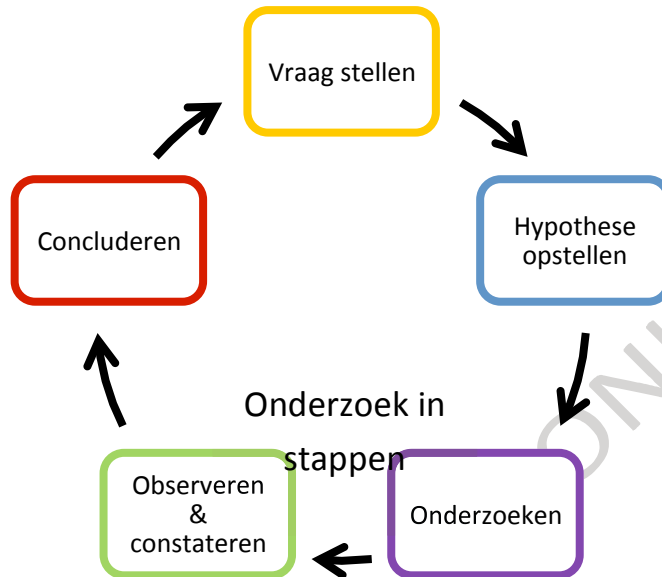 Vraag stellen
Hypothese
opstellen
Onderzoeken
Observeren
&
constateren
Concluderen
Onderzoek in
stappen